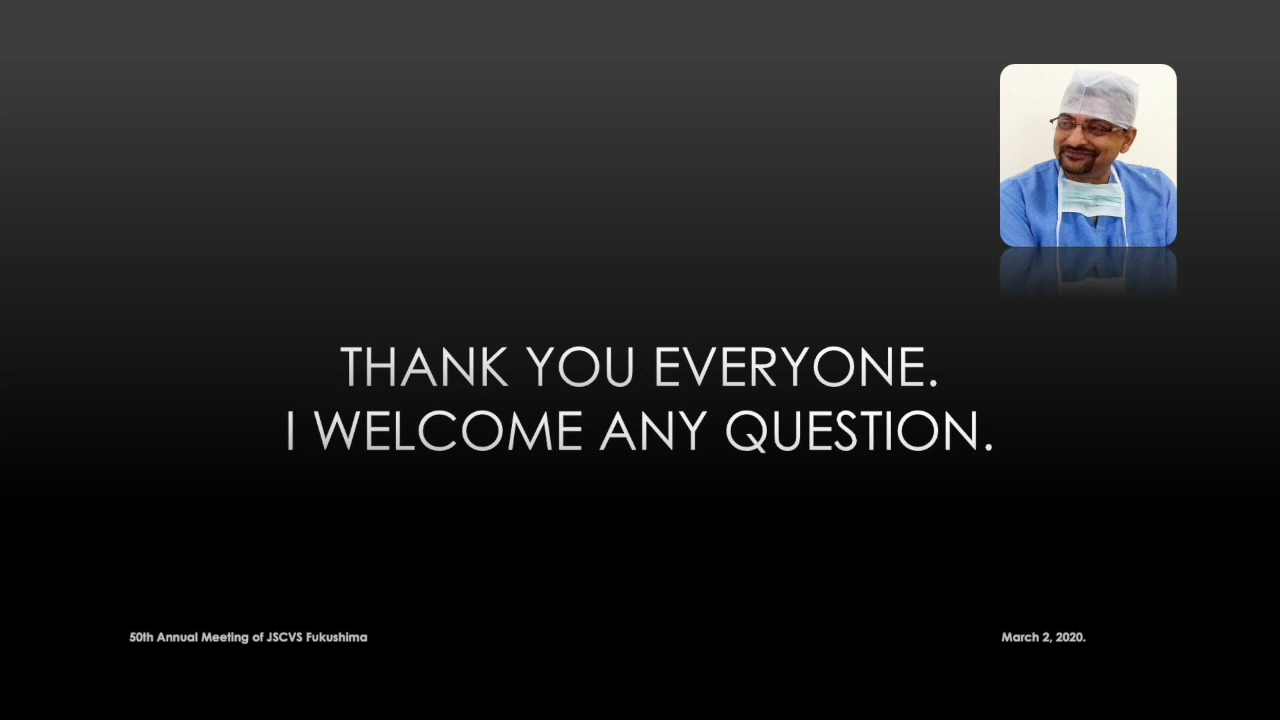 THANK YOU EVERYONE.
I WELCOME ANY QUESTION.
50th Annual Meeting of JSCVS Fukushima
March 2, 2020.